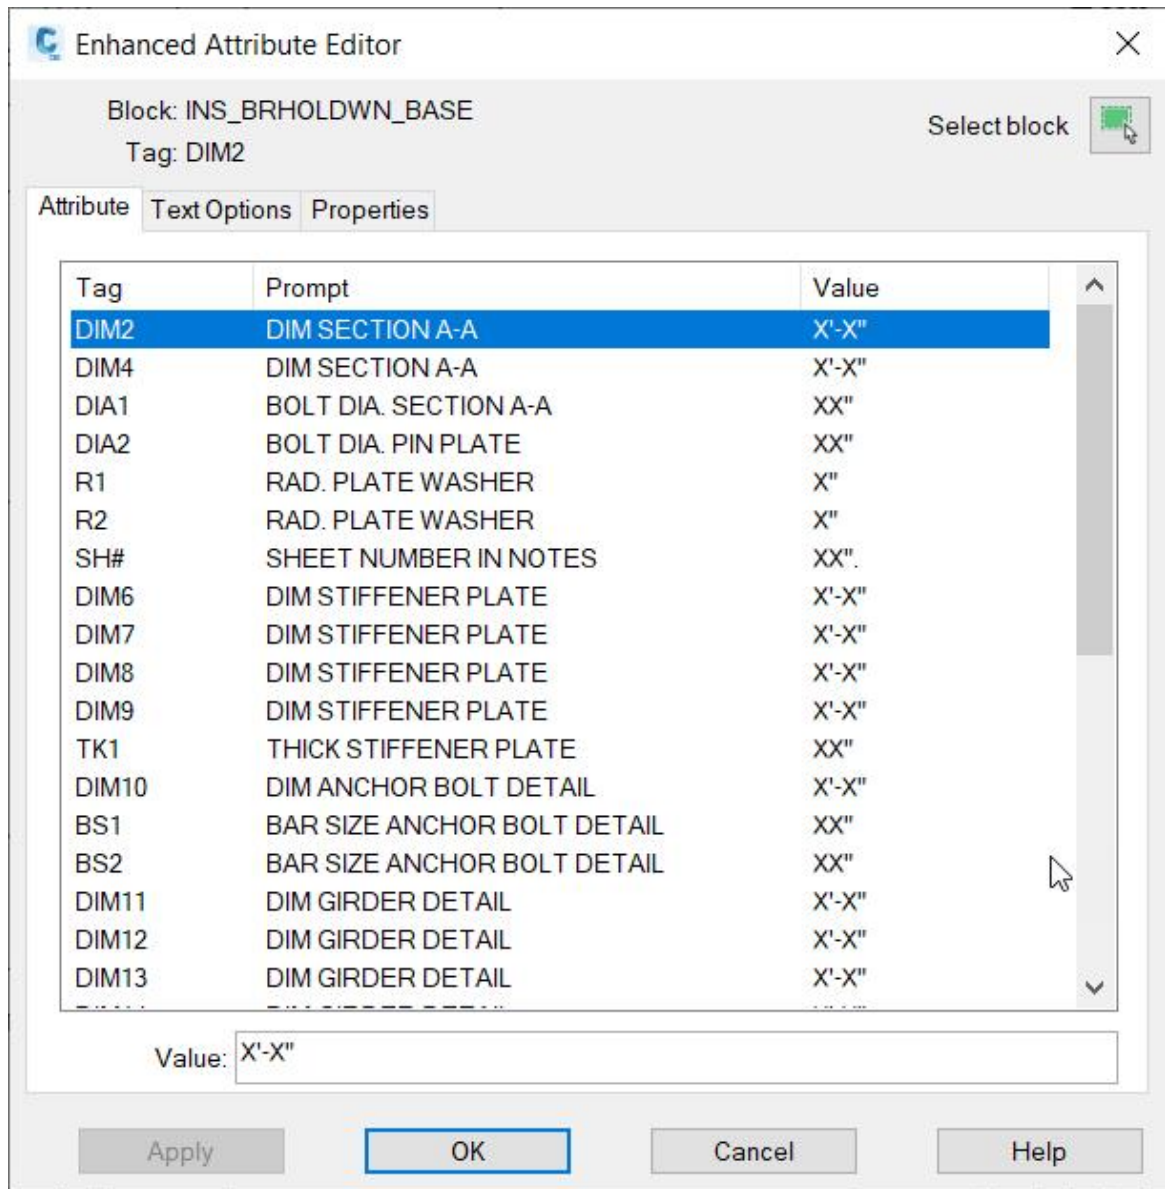 Enhanced Attribute Editor
Block: INS_BRHOLDWN_BASE
Select block
Tag: DIM2
Attribute Text Options Properties
Tag Prompt Value
DIM2 DIM SECTION A-A X'-X"
DIM4 DIM SECTION A-A X'-X"
DIA1 BOLT DIA. SECTION A-A XX"
DIA2 BOLT DIA. PIN PLATE XX"
R1 RAD. PLATE WASHER X"
R2 RAD. PLATE WASHER X"
SH# SHEET NUMBER IN NOTES XX".
DIM6 DIM STIFFENER PLATE X'-X"
DIM7 DIM STIFFENER PLATE X'-X"
DIM8 DIM STIFFENER PLATE X'-X"
DIM9 DIM STIFFENER PLATE X'-X"
TK1 THICK STIFFENER PLATE XX"
DIM10 DIM ANCHOR BOLT DETAIL X'-X"
BS1 BAR SIZE ANCHOR BOLT DETAIL XX"
BS2 BAR SIZE ANCHOR BOLT DETAIL XX"
DIM11 DIM GIRDER DETAIL X'-X"
DIM12 DIM GIRDER DETAIL X'-X"
DIM13 DIM GIRDER DETAIL X'-X"
Value: X'-X"
Apply OK Cancel Help